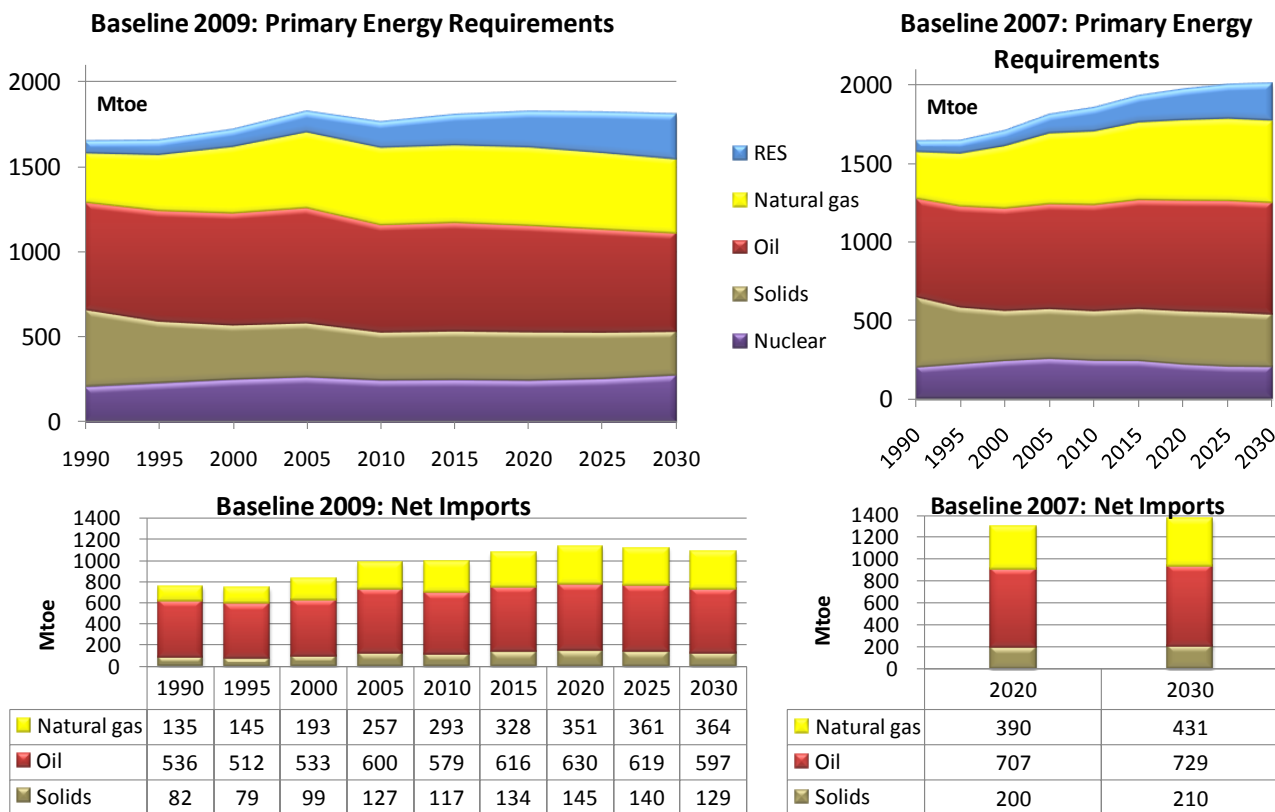 Baseline 2009: Primary Energy Requirements
2000
1500
1000
500
0
Mtoe
1990 1995 2000 2005 2010 2015 2020 2025 2030
RES
Natural gas
Oil
Solids
Nuclear
Baseline 2007: Primary Energy
Requirements
2000
1500
1000
500
0
Mtoe
1990 1995 2000 2005 2010 2015 2020 2025 2030
Baseline 2009: Net Imports
1400
1200
1000
800
600
400
200
0
Mtoe
1990 1995 2000 2005 2010 2015 2020 2025 2030
Natural gas 135 145 193 257 293 328 351 361 364
Oil 536 512 533 600 579 616 630 619 597
Solids 82 79 99 127 117 134 145 140 129
Baseline 2007: Net Imports
1400
1200
1000
800
600
400
200
0
Mtoe
2020 2030
Natural gas 390 431
Oil 707 729
Solids 200 210